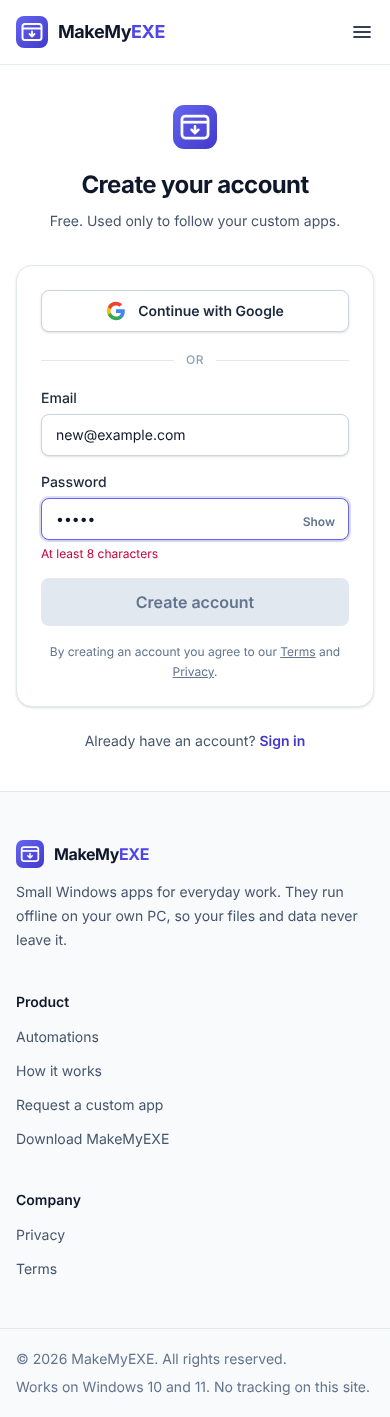 MakeMyEXE
Create your account
Free. Used only to follow your custom apps.
Continue with Google
OR
Email
new@example.com
Password
•••••
Show
At least 8 characters
Create account
By creating an account you agree to our Terms and
Privacy.
Already have an account? Sign in
MakeMyEXE
Small Windows apps for everyday work. They run
offline on your own PC, so your files and data never
leave it.
Product
Automations
How it works
Request a custom app
Download MakeMyEXE
Company
Privacy
Terms
© 2026 MakeMyEXE. All rights reserved.
Works on Windows 10 and 11. No tracking on this site.